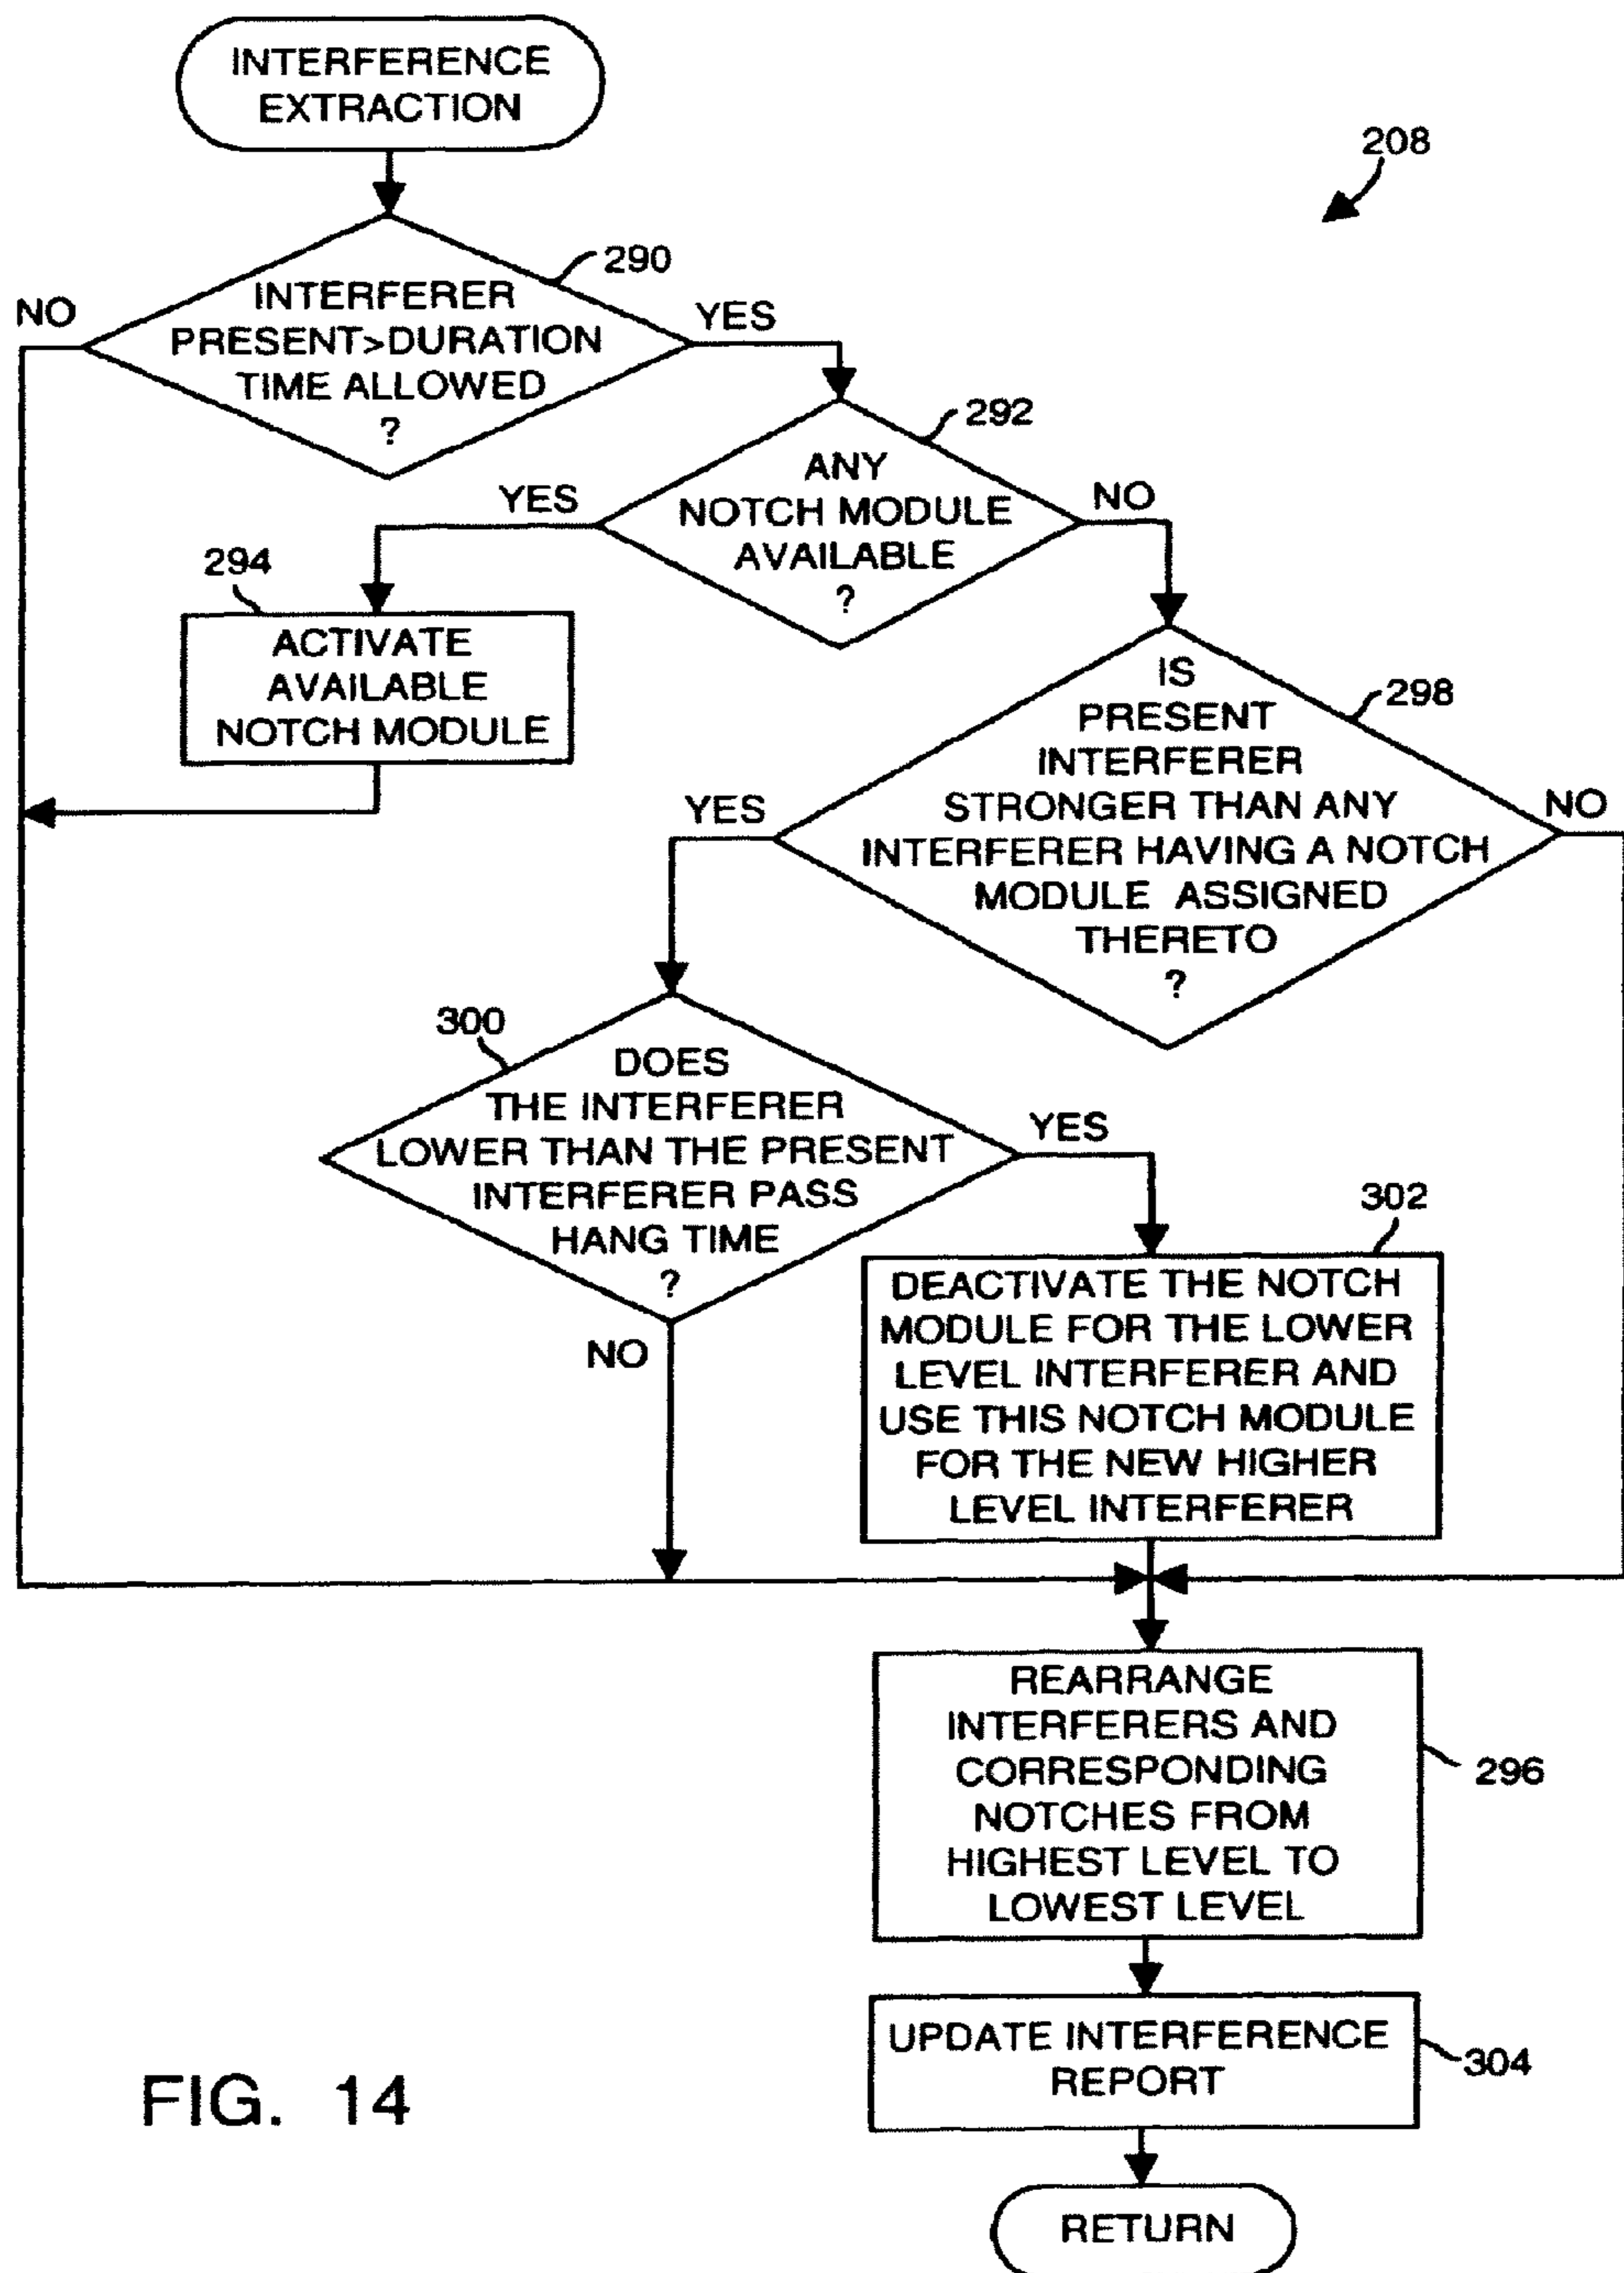 INTERFERENCE
EXTRACTION
208
290
NO
INTERFERER
PRESENT>DURATION
TIME ALLOWED
?
YES
292
ANY
NOTCH MODULE
AVAILABLE
?
YES
NO
294
ACTIVATE
AVAILABLE
NOTCH MODULE
298
IS
PRESENT
INTERFERER
STRONGER THAN ANY
INTERFERER HAVING A NOTCH
MODULE ASSIGNED
THERETO
?
YES
NO
300
DOES
THE INTERFERER
LOWER THAN THE PRESENT
INTERFERER PASS
HANG TIME
?
YES
NO
302
DEACTIVATE THE NOTCH
MODULE FOR THE LOWER
LEVEL INTERFERER AND
USE THIS NOTCH MODULE
FOR THE NEW HIGHER
LEVEL INTERFERER
REARRANGE
INTERFERERS AND
CORRESPONDING
NOTCHES FROM
HIGHEST LEVEL TO
LOWEST LEVEL
296
UPDATE INTERFERENCE
REPORT
304
RETURN
FIG. 14